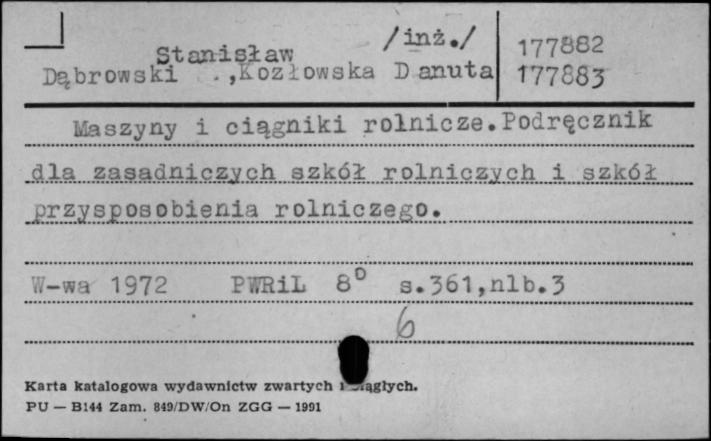 Stanisław /inż./ 177882
Dąbrowski .,Kozłowska Danuta 177883
Maszyny i ciągniki rolnicze.Podręcznik
dla zasadniczych szkół rolniczych i szkół
przysposobienia rolniczego.
W-wa 1972 PWRiL 8° s.361,nlb.3
6
Karta katalogowa wydawnictw zwartych i ciągłych.
PU — B144 Zam. 849/DW/On ZGG — 1991